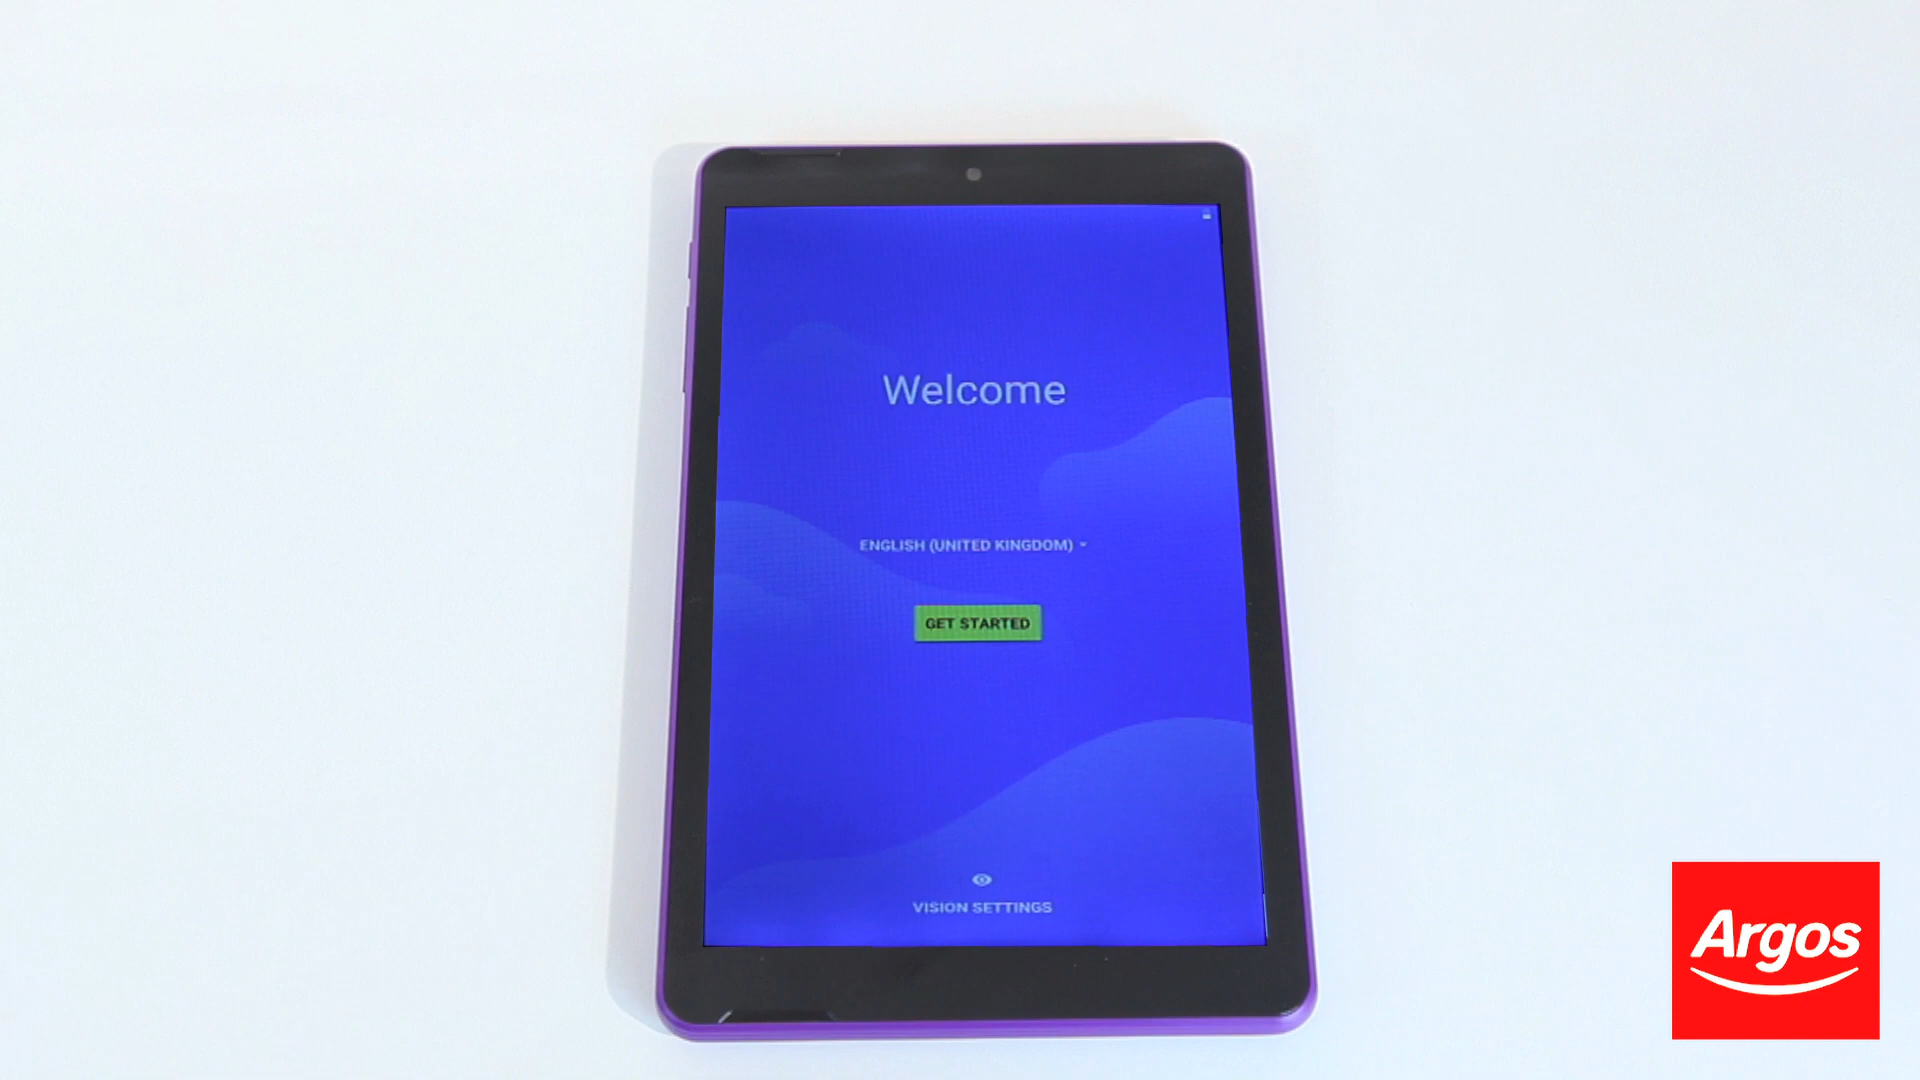 Welcome
ENGLISH (UNITED KINGDOM)
GET STARTED
VISION SETTINGS
Argos